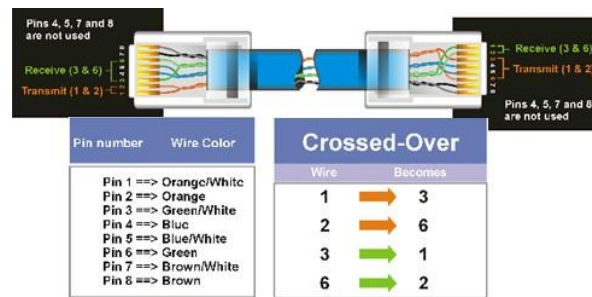 Pins 4, 5, 7 and 8
are not used
Receive (3 & 6)
Transmit (1 & 2)
Receive (3 & 6)
Transmit (1 & 2)
Pins 4, 5, 7 and 8
are not used
Pin number Wire Color
Pin 1 ==> Orange/White
Pin 2 ==> Orange
Pin 3 ==> Green/White
Pin 4 ==> Blue
Pin 5 ==> Blue/White
Pin 6 ==> Green
Pin 7 ==> Brown/White
Pin 8 ==> Brown
Crossed-Over
Wire Becomes
1 3
2 6
3 1
6 2